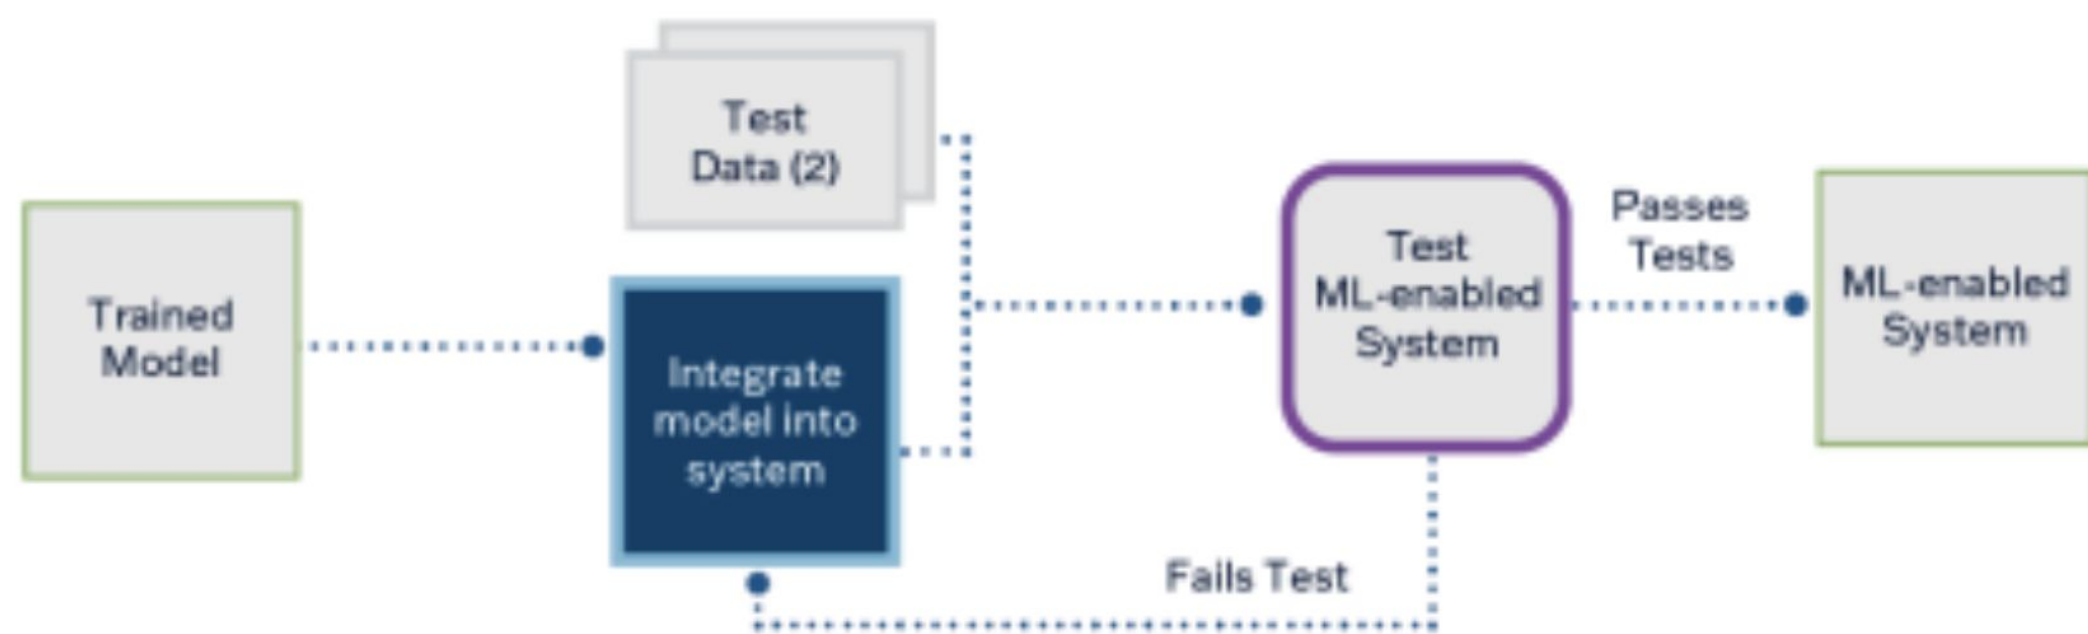 Test
Data (2)
Trained
Model
Integrate
model into
system
Test
ML-enabled
System
Passes
Tests
ML-enabled
System
Fails Test